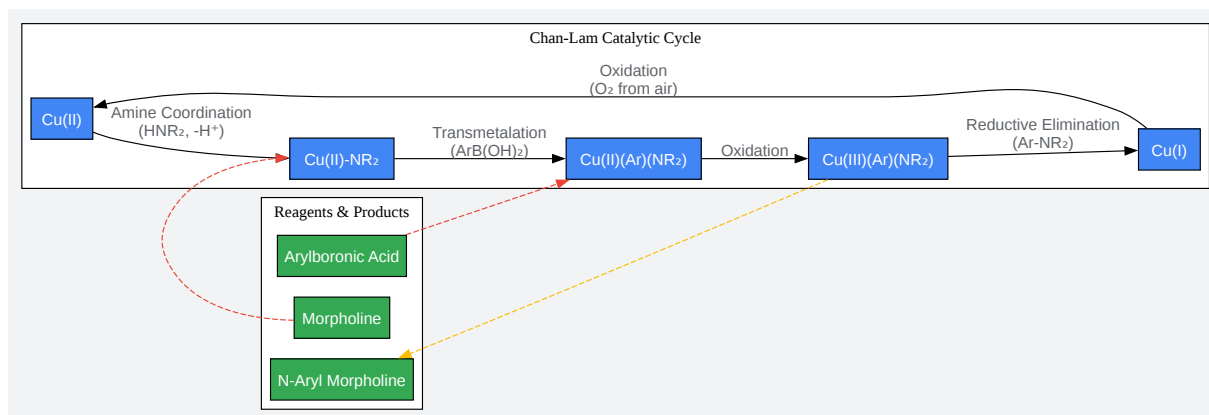 Chan-Lam Catalytic Cycle
Oxidation
(O₂ from air)
Cu(II)
Amine Coordination
(HNR₂, -H⁺)
Cu(II)-NR₂
Transmetalation
(ArB(OH)₂)
Cu(II)(Ar)(NR₂)
Oxidation
Cu(III)(Ar)(NR₂)
Reductive Elimination
(Ar-NR₂)
Cu(I)
Reagents & Products
Arylboronic Acid
Morpholine
N-Aryl Morpholine